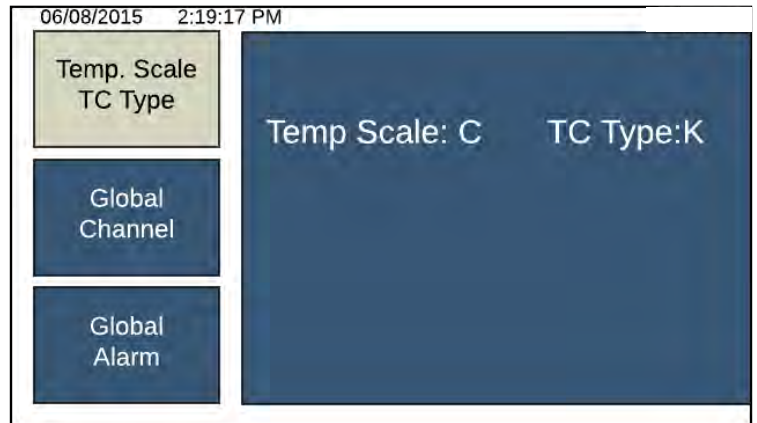 06/08/2015 2:19:17 PM
Temp. Scale
TC Type
Temp Scale: C TC Type:K
Global
Channel
Global
Alarm